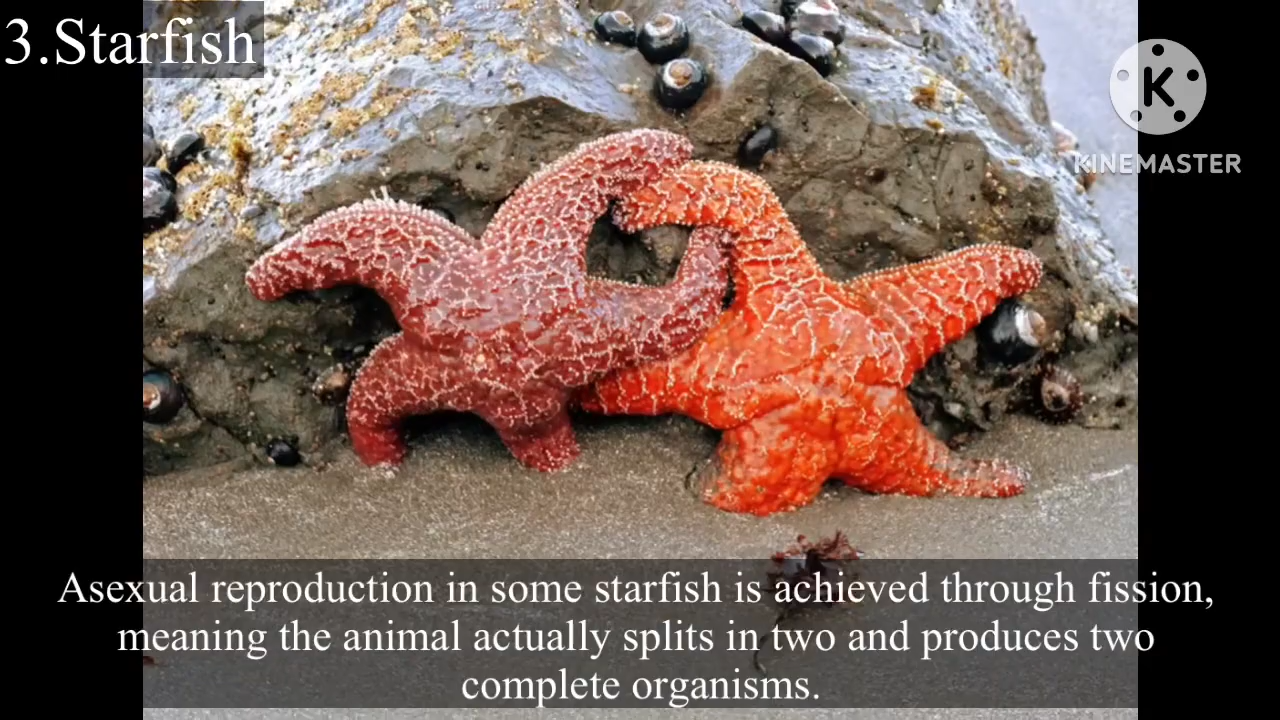 3.Starfish
K
KINEMASTER
Asexual reproduction in some starfish is achieved through fission,
meaning the animal actually splits in two and produces two
complete organisms.